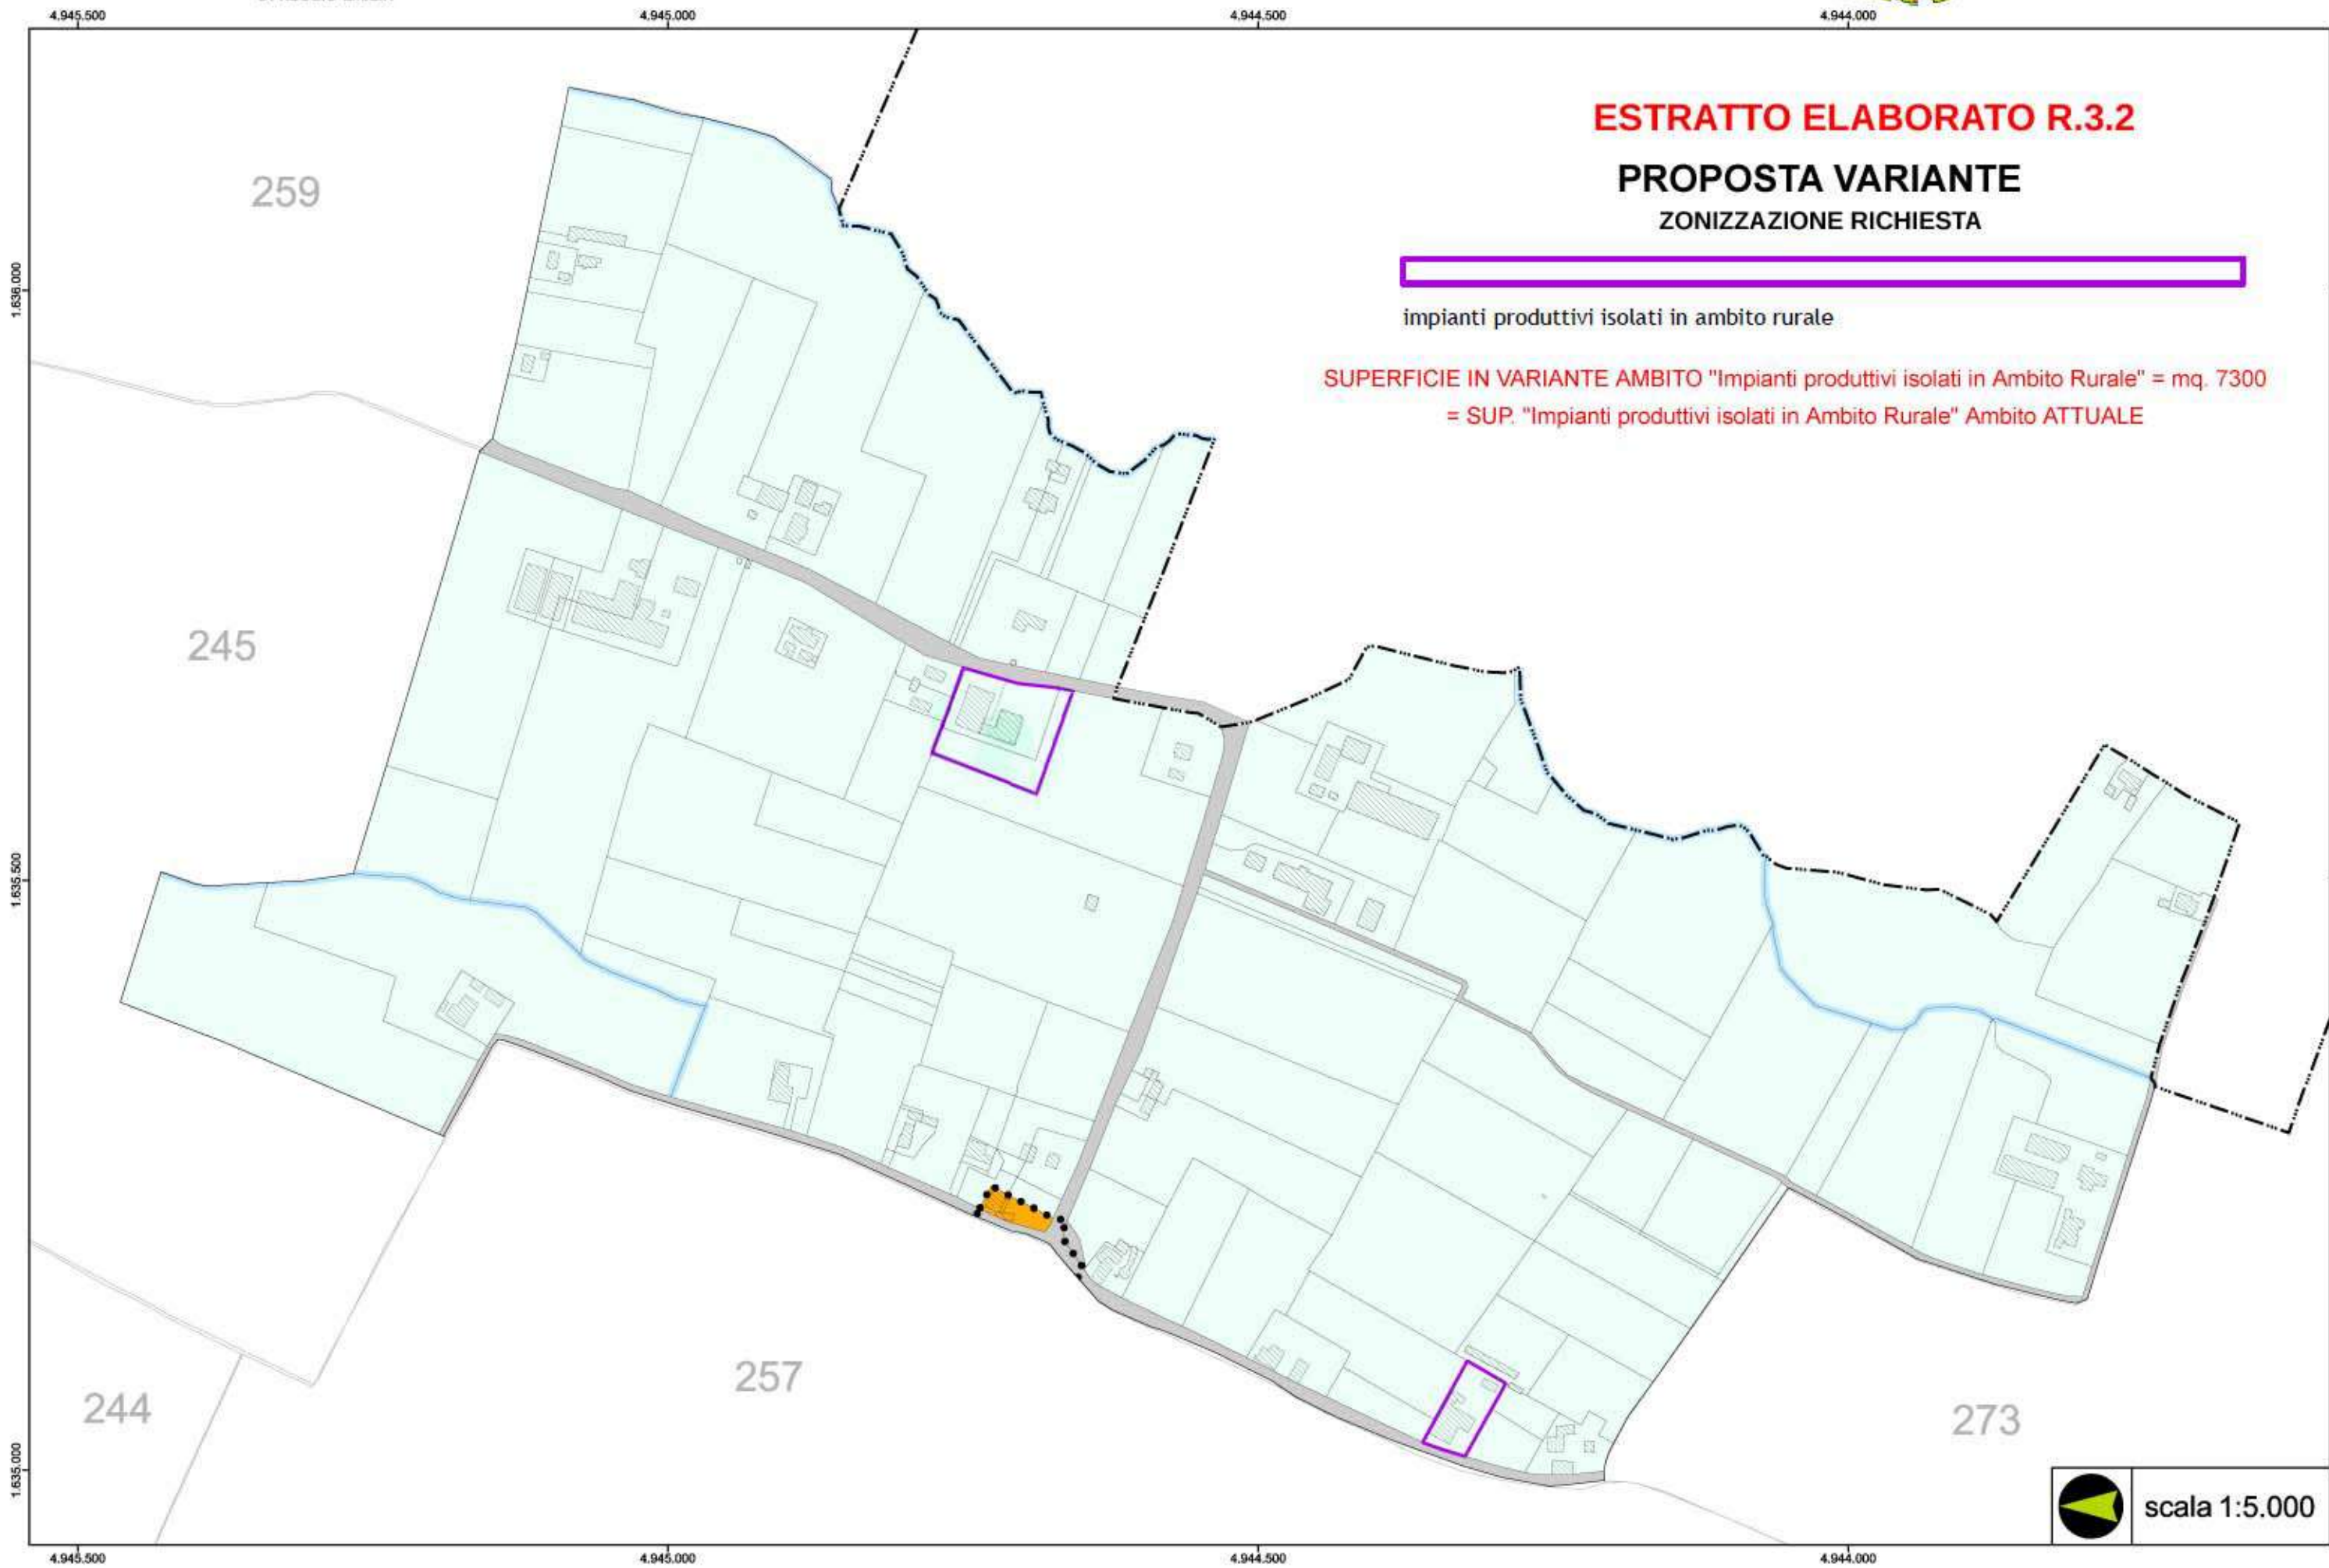 4.945.500 4.945.000 4.944.500 4.944.000
ESTRATTO ELABORATO R.3.2
PROPOSTA VARIANTE
ZONIZZAZIONE RICHIESTA
259
1.636.000
impianti produttivi isolati in ambito rurale
SUPERFICIE IN VARIANTE AMBITO "Impianti produttivi isolati in Ambito Rurale" = mq. 7300
= SUP. "Impianti produttivi isolati in Ambito Rurale" Ambito ATTUALE
245
1.635.500
257
244
273
1.635.000
scala 1:5.000
4.945.500 4.945.000 4.944.500 4.944.000